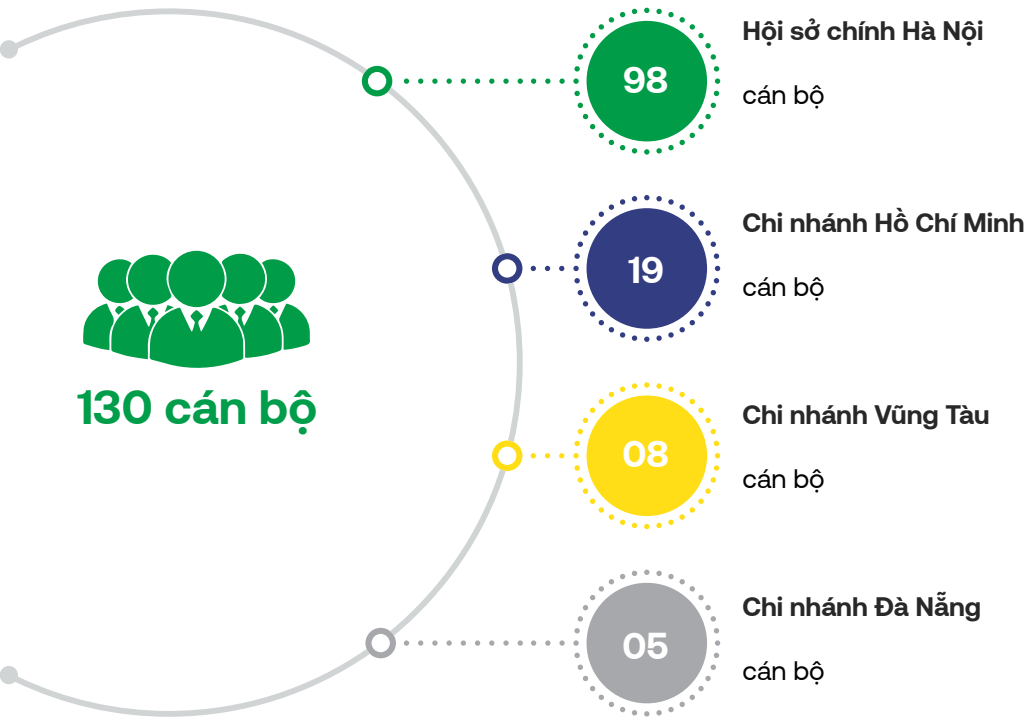 130 cán bộ
98
Hội sở chính Hà Nội
cán bộ
19
Chi nhánh Hồ Chí Minh
cán bộ
08
Chi nhánh Vũng Tàu
cán bộ
05
Chi nhánh Đà Nẵng
cán bộ